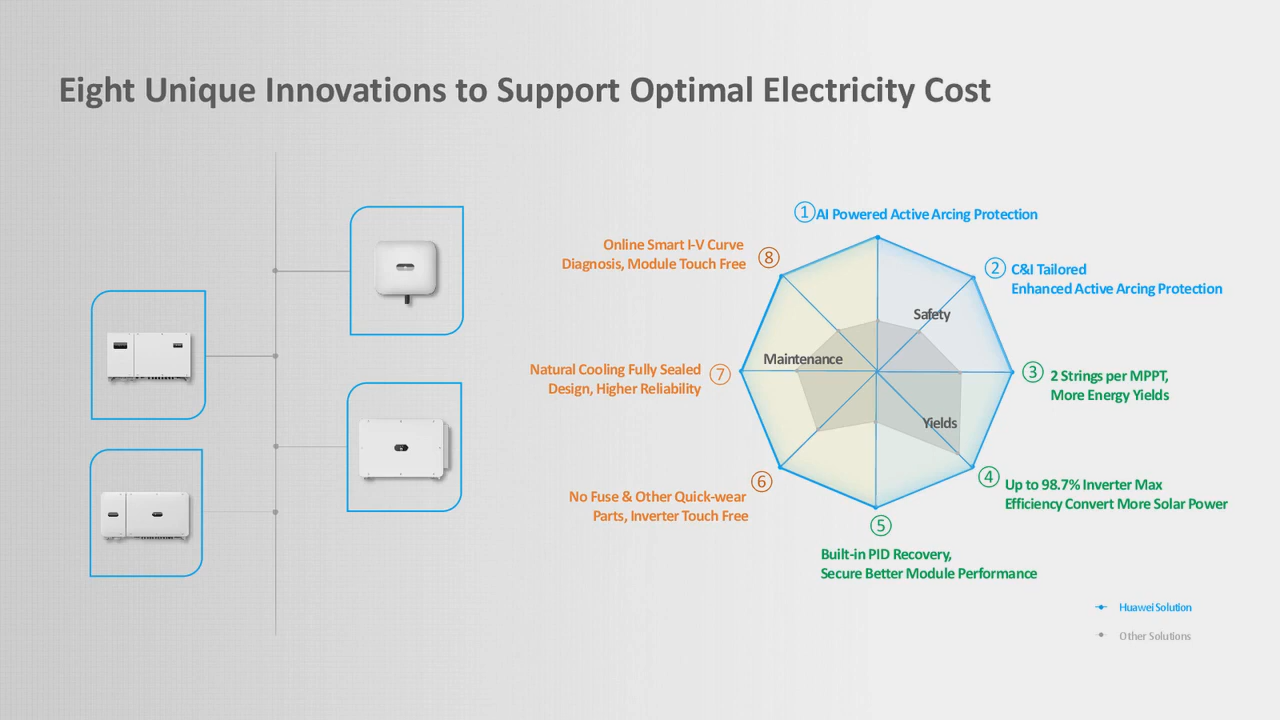 Eight Unique Innovations to Support Optimal Electricity Cost
① AI Powered Active Arcing Protection
② C&I Tailored
Enhanced Active Arcing Protection
③ 2 Strings per MPPT,
More Energy Yields
④ Up to 98.7% Inverter Max
Efficiency Convert More Solar Power
⑤
Built-in PID Recovery,
Secure Better Module Performance
⑥
No Fuse & Other Quick-wear
Parts, Inverter Touch Free
Natural Cooling Fully Sealed
Design, Higher Reliability ⑦
Online Smart I-V Curve
Diagnosis, Module Touch Free ⑧
Safety
Maintenance
Yields
Huawei Solution
Other Solutions